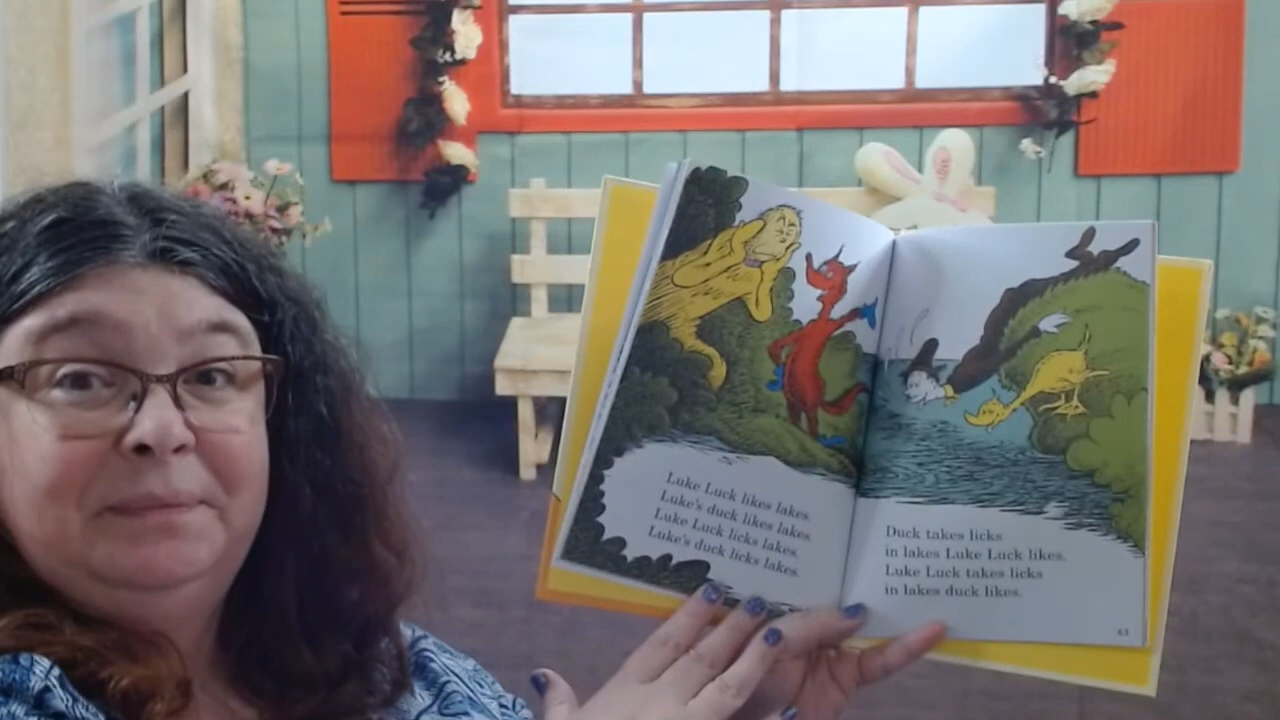 Luke Luck likes lakes.
Luke's duck likes lakes.
Luke Luck licks lakes.
Luke's duck licks lakes.
Duck takes licks
in lakes Luke Luck likes.
Luke Luck takes licks
in lakes duck likes.
63